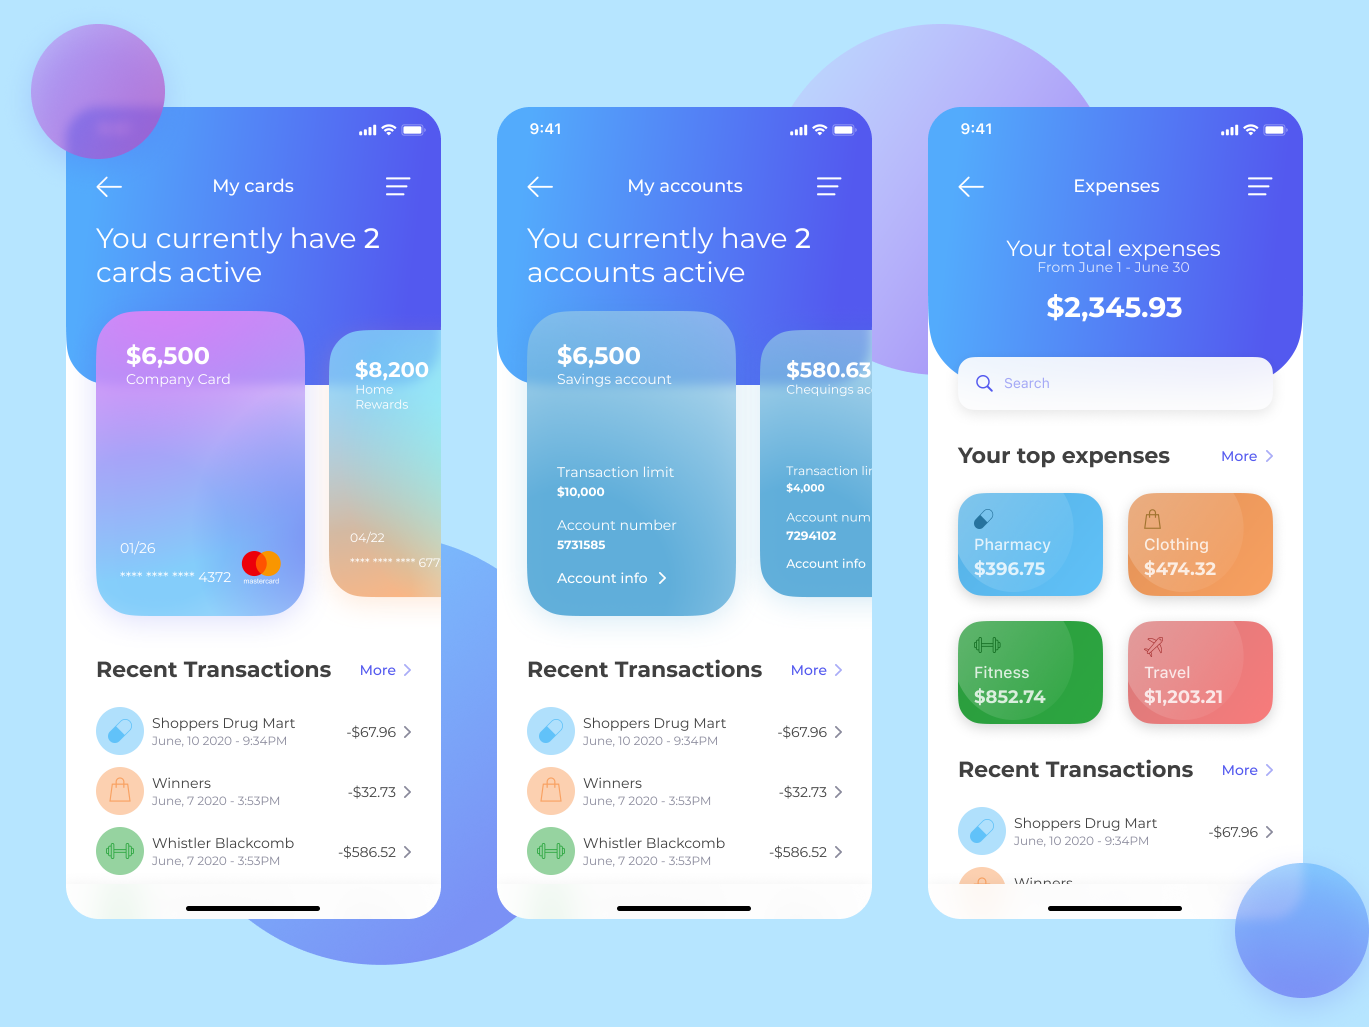 My cards
You currently have 2
cards active
$6,500
Company Card
01/26
**** **** **** 4372
mastercard
$8,200
Home
Rewards
04/22
**** **** **** 677
Recent Transactions
More
Shoppers Drug Mart
June, 10 2020 - 9:34PM
-$67.96
Winners
June, 7 2020 - 3:53PM
-$32.73
Whistler Blackcomb
June, 7 2020 - 3:53PM
-$586.52
9:41
My accounts
You currently have 2
accounts active
$6,500
Savings account
Transaction limit
$10,000
Account number
5731585
Account info
$580.63
Chequings ac
Transaction lir
$4,000
Account num
7294102
Account info
Recent Transactions
More
Shoppers Drug Mart
June, 10 2020 - 9:34PM
-$67.96
Winners
June, 7 2020 - 3:53PM
-$32.73
Whistler Blackcomb
June, 7 2020 - 3:53PM
-$586.52
9:41
Expenses
Your total expenses
From June 1 - June 30
$2,345.93
Search
Your top expenses
More
Pharmacy
$396.75
Clothing
$474.32
Fitness
$852.74
Travel
$1,203.21
Recent Transactions
More
Shoppers Drug Mart
June, 10 2020 - 9:34PM
-$67.96
Winners